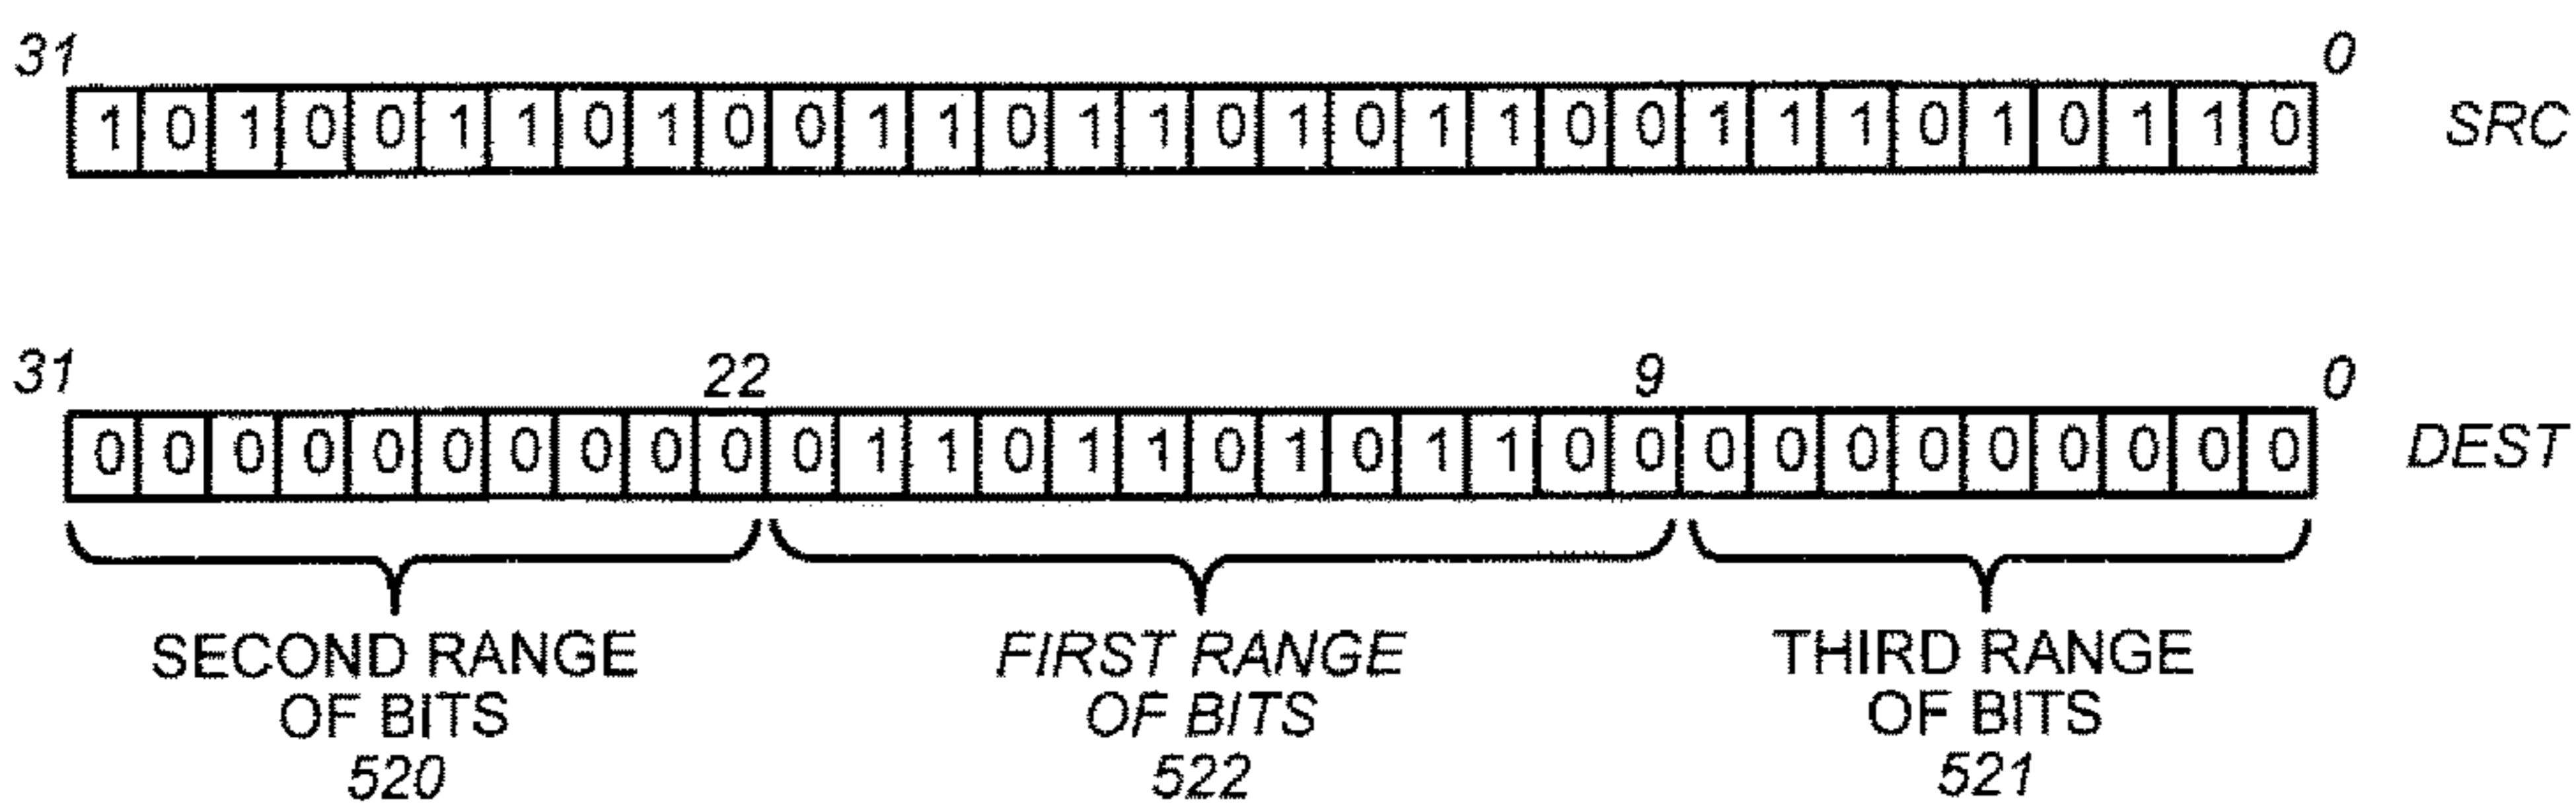 31 0
1 0 1 0 0 1 1 0 1 0 0 1 1 0 1 1 0 1 0 1 1 0 0 1 1 1 0 1 0 1 1 0 SRC
31 22 9 0
0 0 0 0 0 0 0 0 0 0 0 1 1 0 1 1 0 1 0 1 1 0 0 0 0 0 0 0 0 0 0 0 DEST
SECOND RANGE OF BITS 520
FIRST RANGE OF BITS 522
THIRD RANGE OF BITS 521